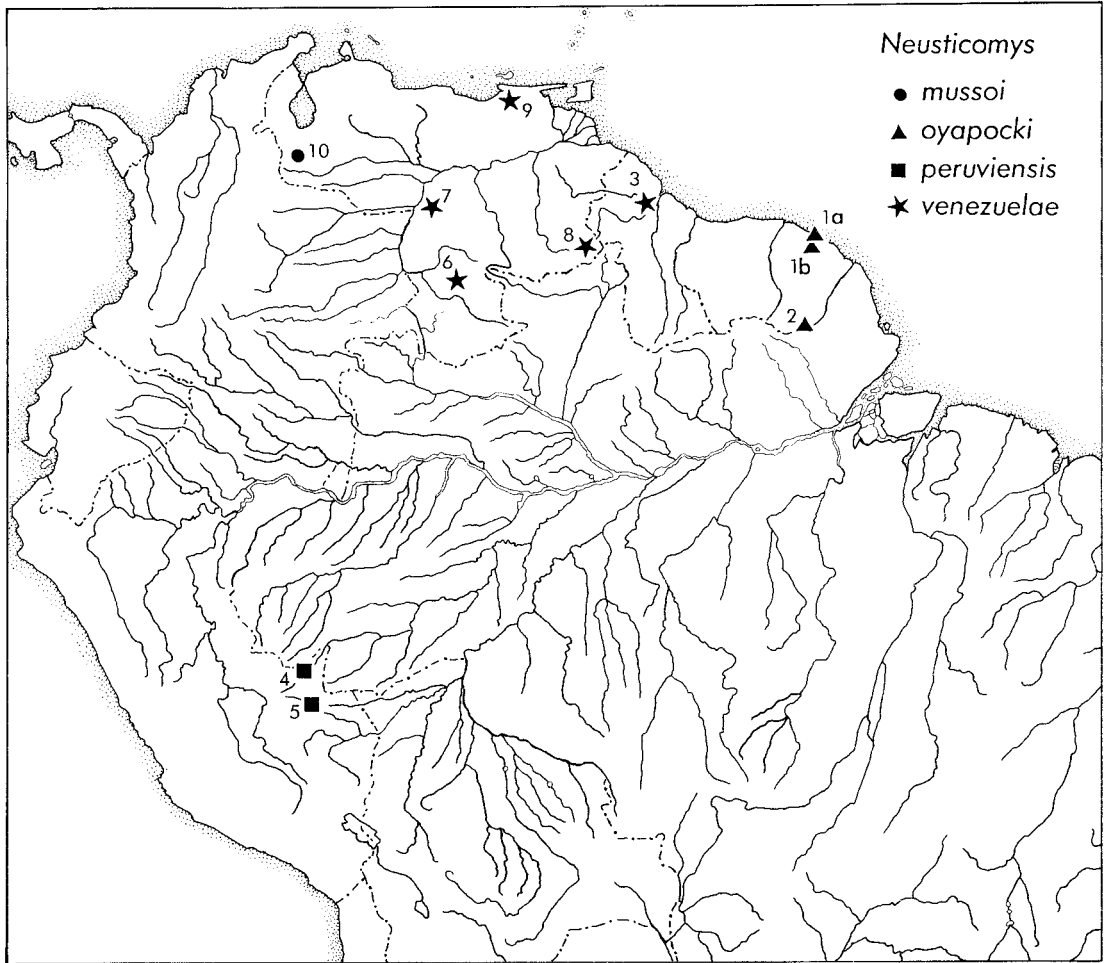 Neusticomys
mussoi
oyapocki
peruviensis
venezuelae
9
10
7
3
8
6
1a
1b
2
4
5